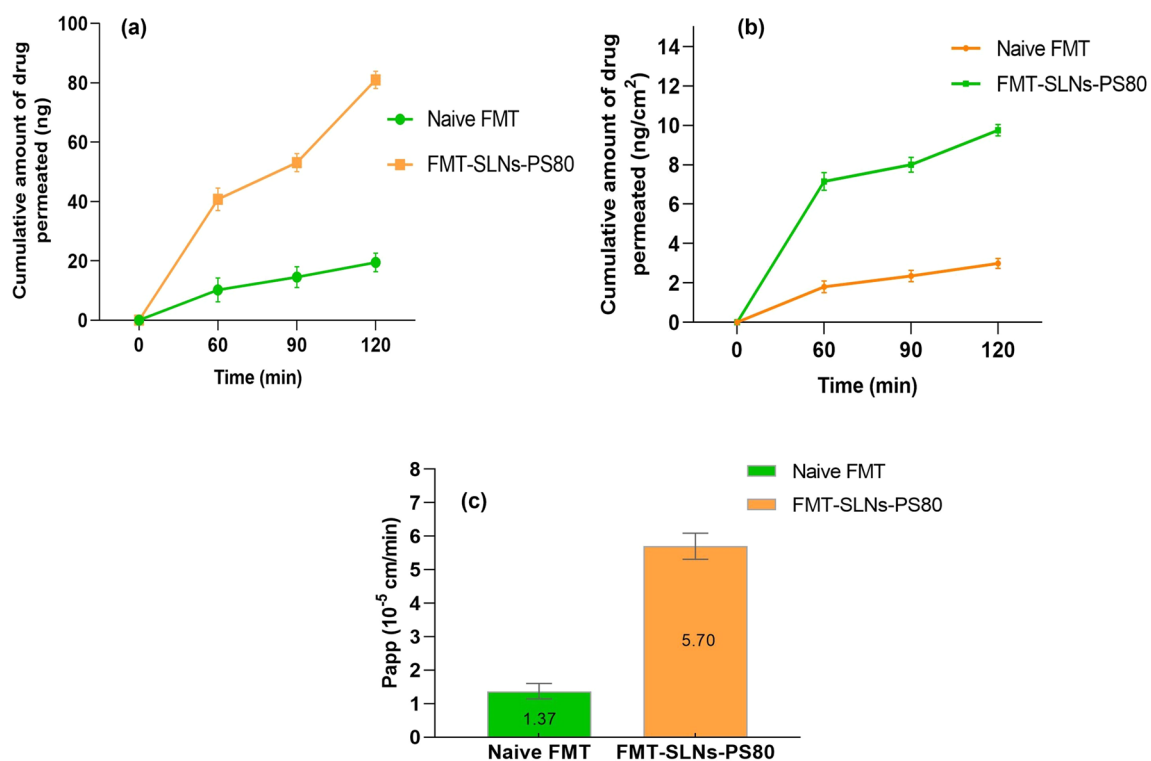 (a)
Cumulative amount of drug
permeated (ng)
100
80
60
40
20
0
0 60 90 120
Time (min)
Naive FMT
FMT-SLNs-PS80
(b)
Cumulative amount of drug
permeated (ng/cm²)
14
12
10
8
6
4
2
0
0 60 90 120
Time (min)
Naive FMT
FMT-SLNs-PS80
(c)
Papp (10⁻⁵ cm/min)
8
7
6
5
4
3
2
1
0
1.37
5.70
Naive FMT FMT-SLNs-PS80
Naive FMT
FMT-SLNs-PS80